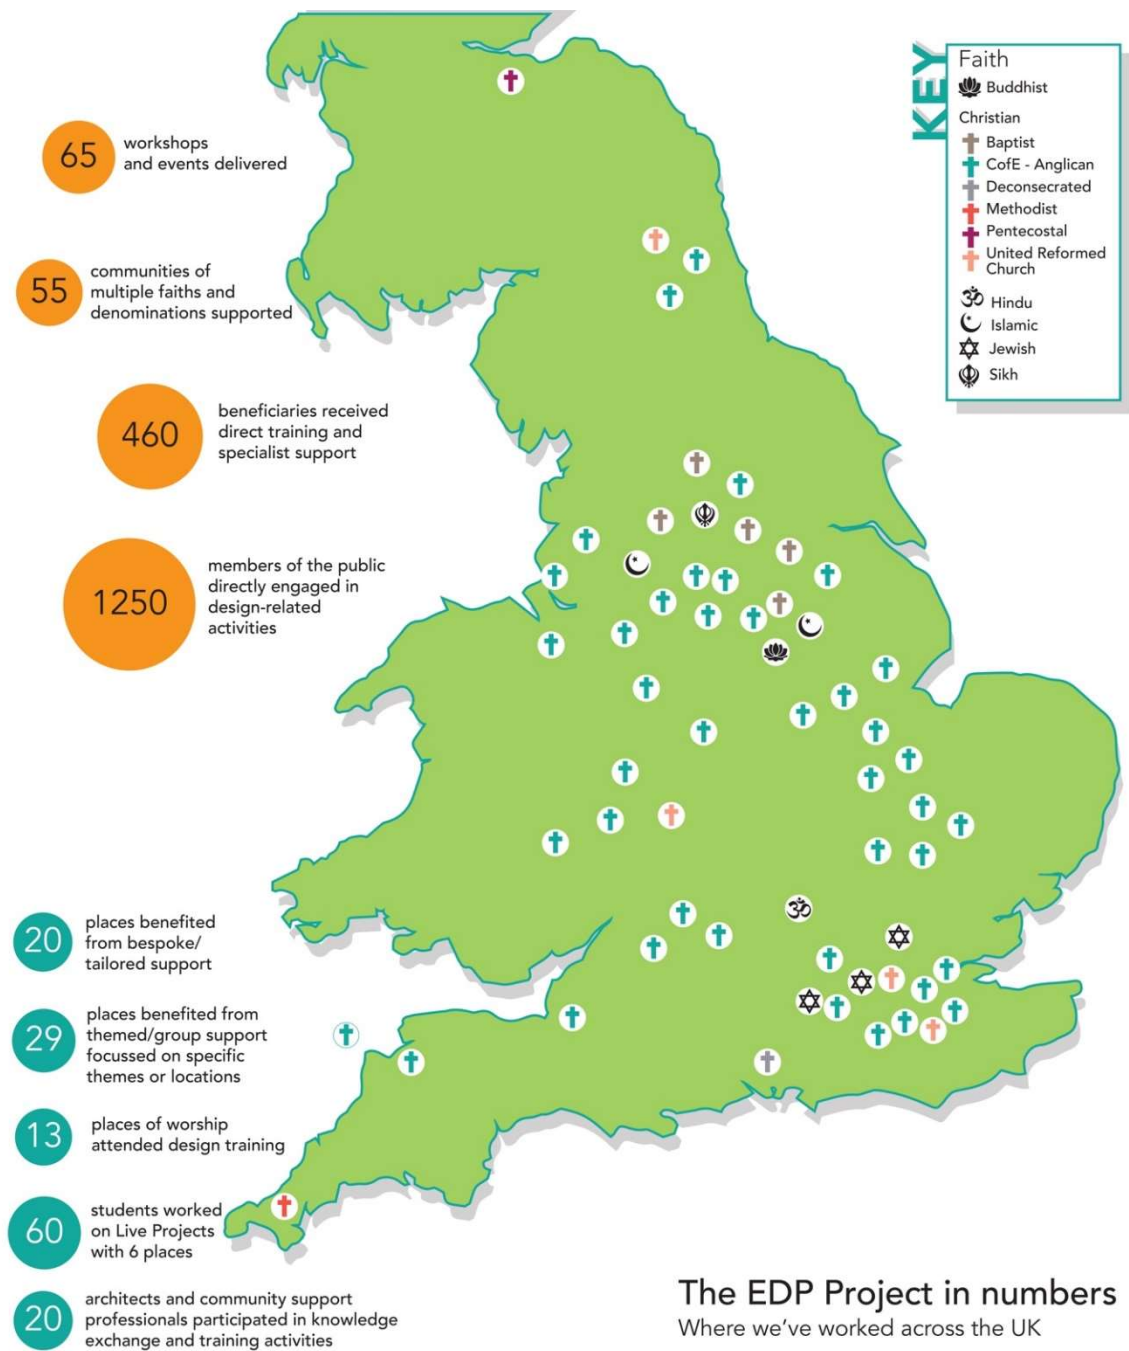 KEY
Faith
Buddhist
Christian
Baptist
CofE - Anglican
Deconsecrated
Methodist
Pentecostal
United Reformed
Church
Hindu
Islamic
Jewish
Sikh
65
workshops
and events delivered
55
communities of
multiple faiths and
denominations supported
460
beneficiaries received
direct training and
specialist support
1250
members of the public
directly engaged in
design-related
activities
20
places benefited
from bespoke/
tailored support
29
places benefited from
themed/group support
focussed on specific
themes or locations
13
places of worship
attended design training
60
students worked
on Live Projects
with 6 places
20
architects and community support
professionals participated in knowledge
exchange and training activities
The EDP Project in numbers
Where we've worked across the UK